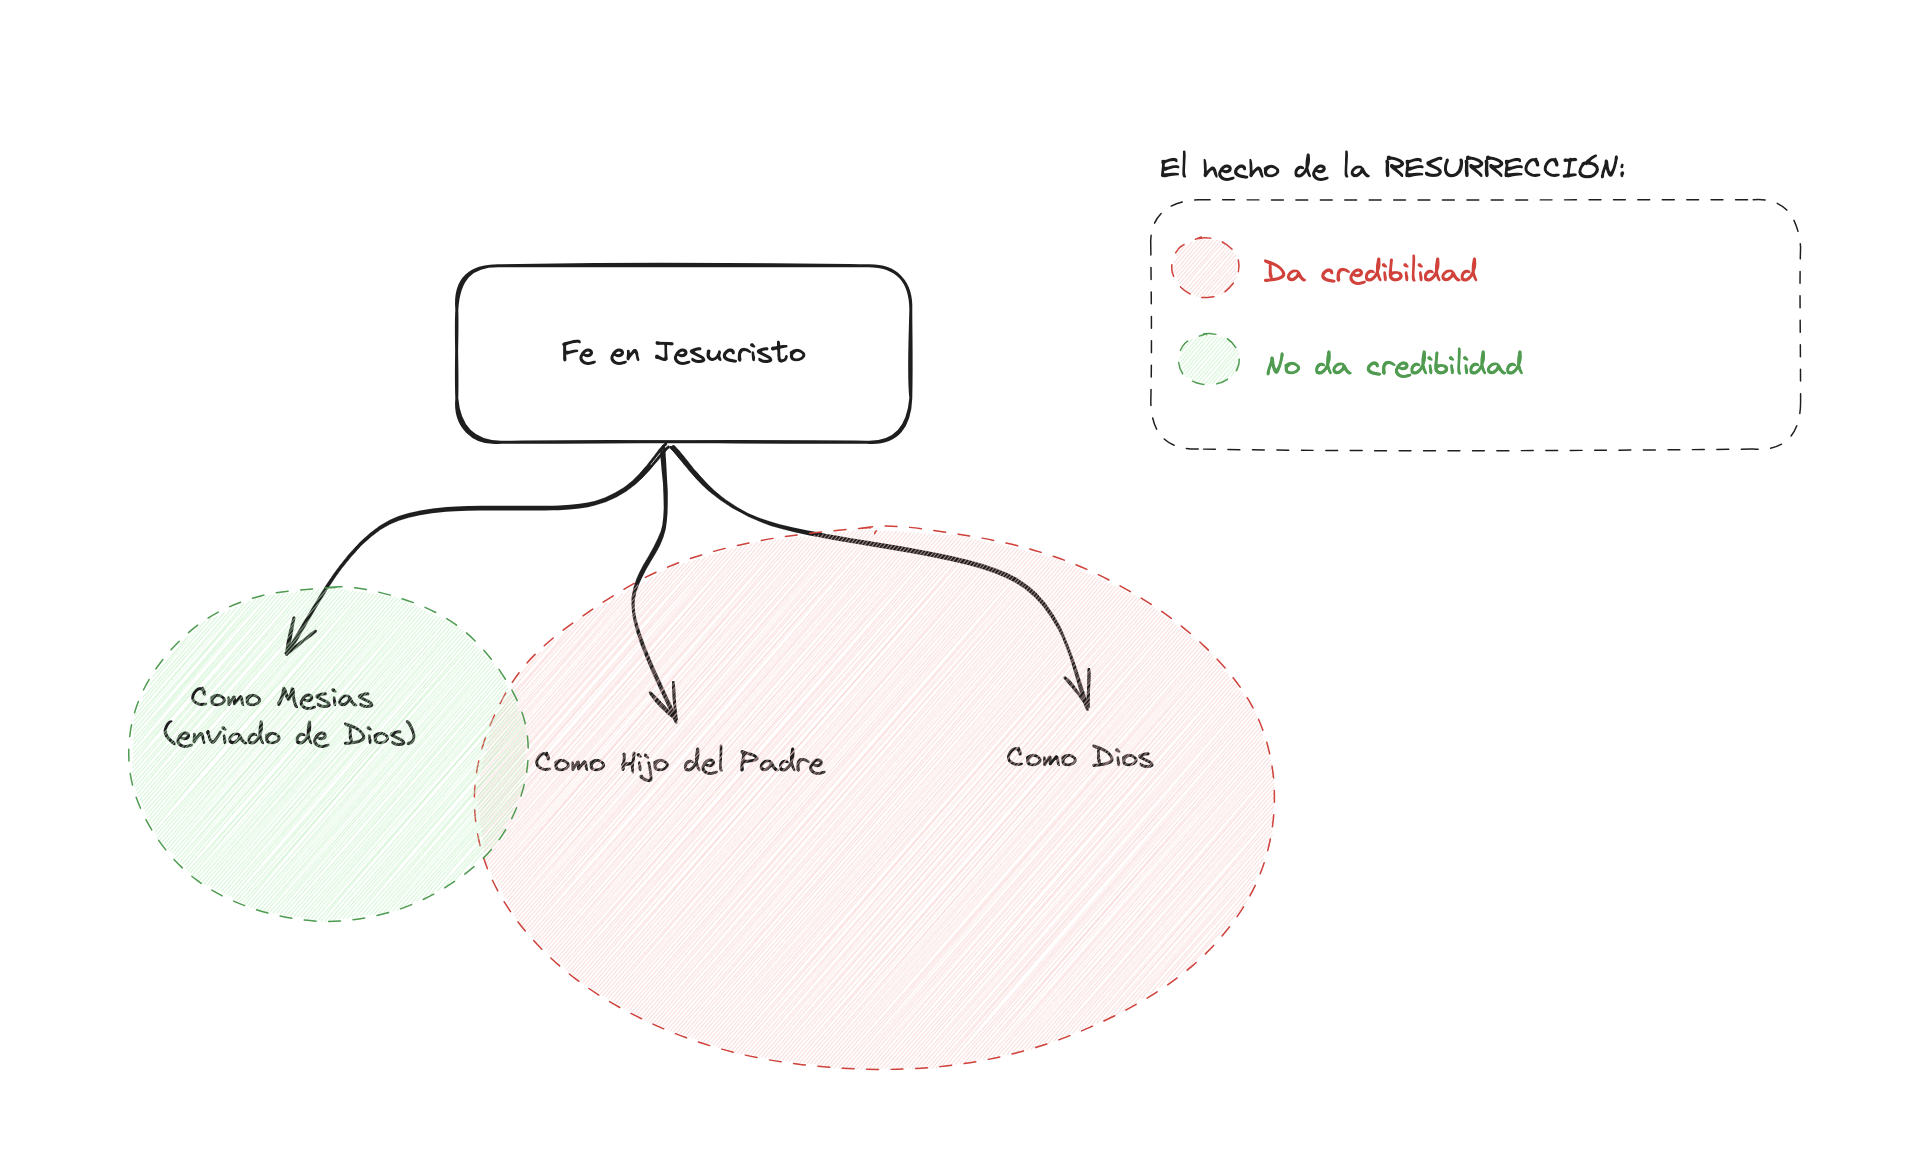 El hecho de la RESURRECCIÓN:
Da credibilidad
No da credibilidad
Fe en Jesucristo
Como Mesias
(enviado de Dios)
Como Hijo del Padre
Como Dios